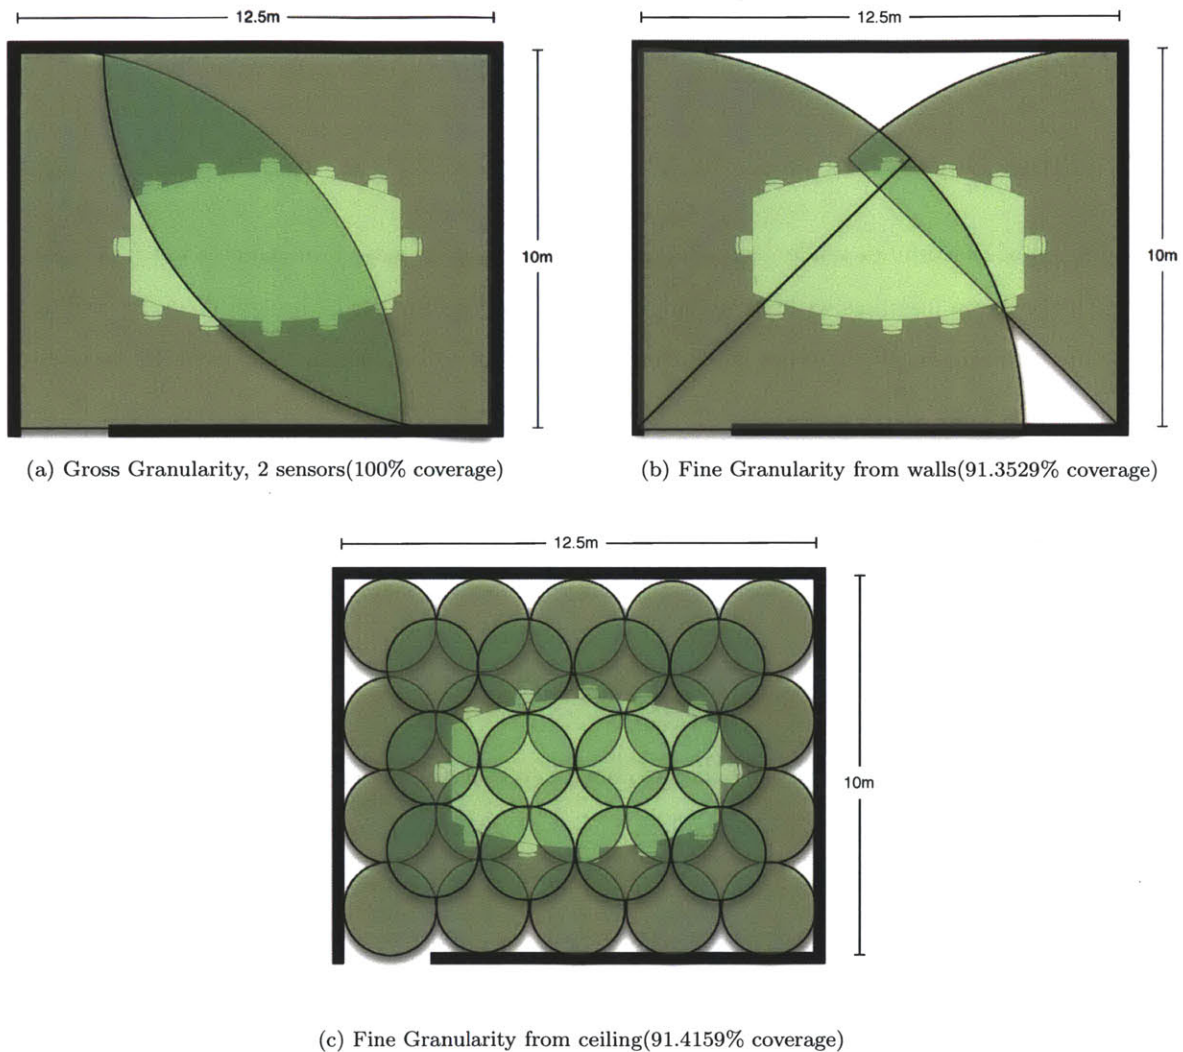 12.5m
12.5m
10m
10m
(a) Gross Granularity, 2 sensors(100% coverage)
(b) Fine Granularity from walls(91.3529% coverage)
12.5m
10m
(c) Fine Granularity from ceiling(91.4159% coverage)